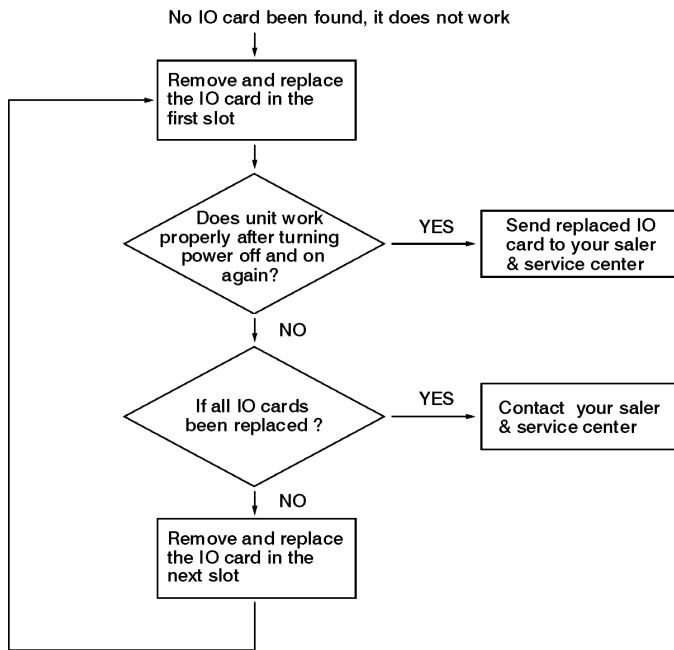 No IO card been found, it does not work
Remove and replace
the IO card in the
first slot
Does unit work
properly after turning
power off and on
again?
YES
Send replaced IO
card to your saler
& service center
NO
If all IO cards
been replaced ?
YES
Contact your saler
& service center
NO
Remove and replace
the IO card in the
next slot